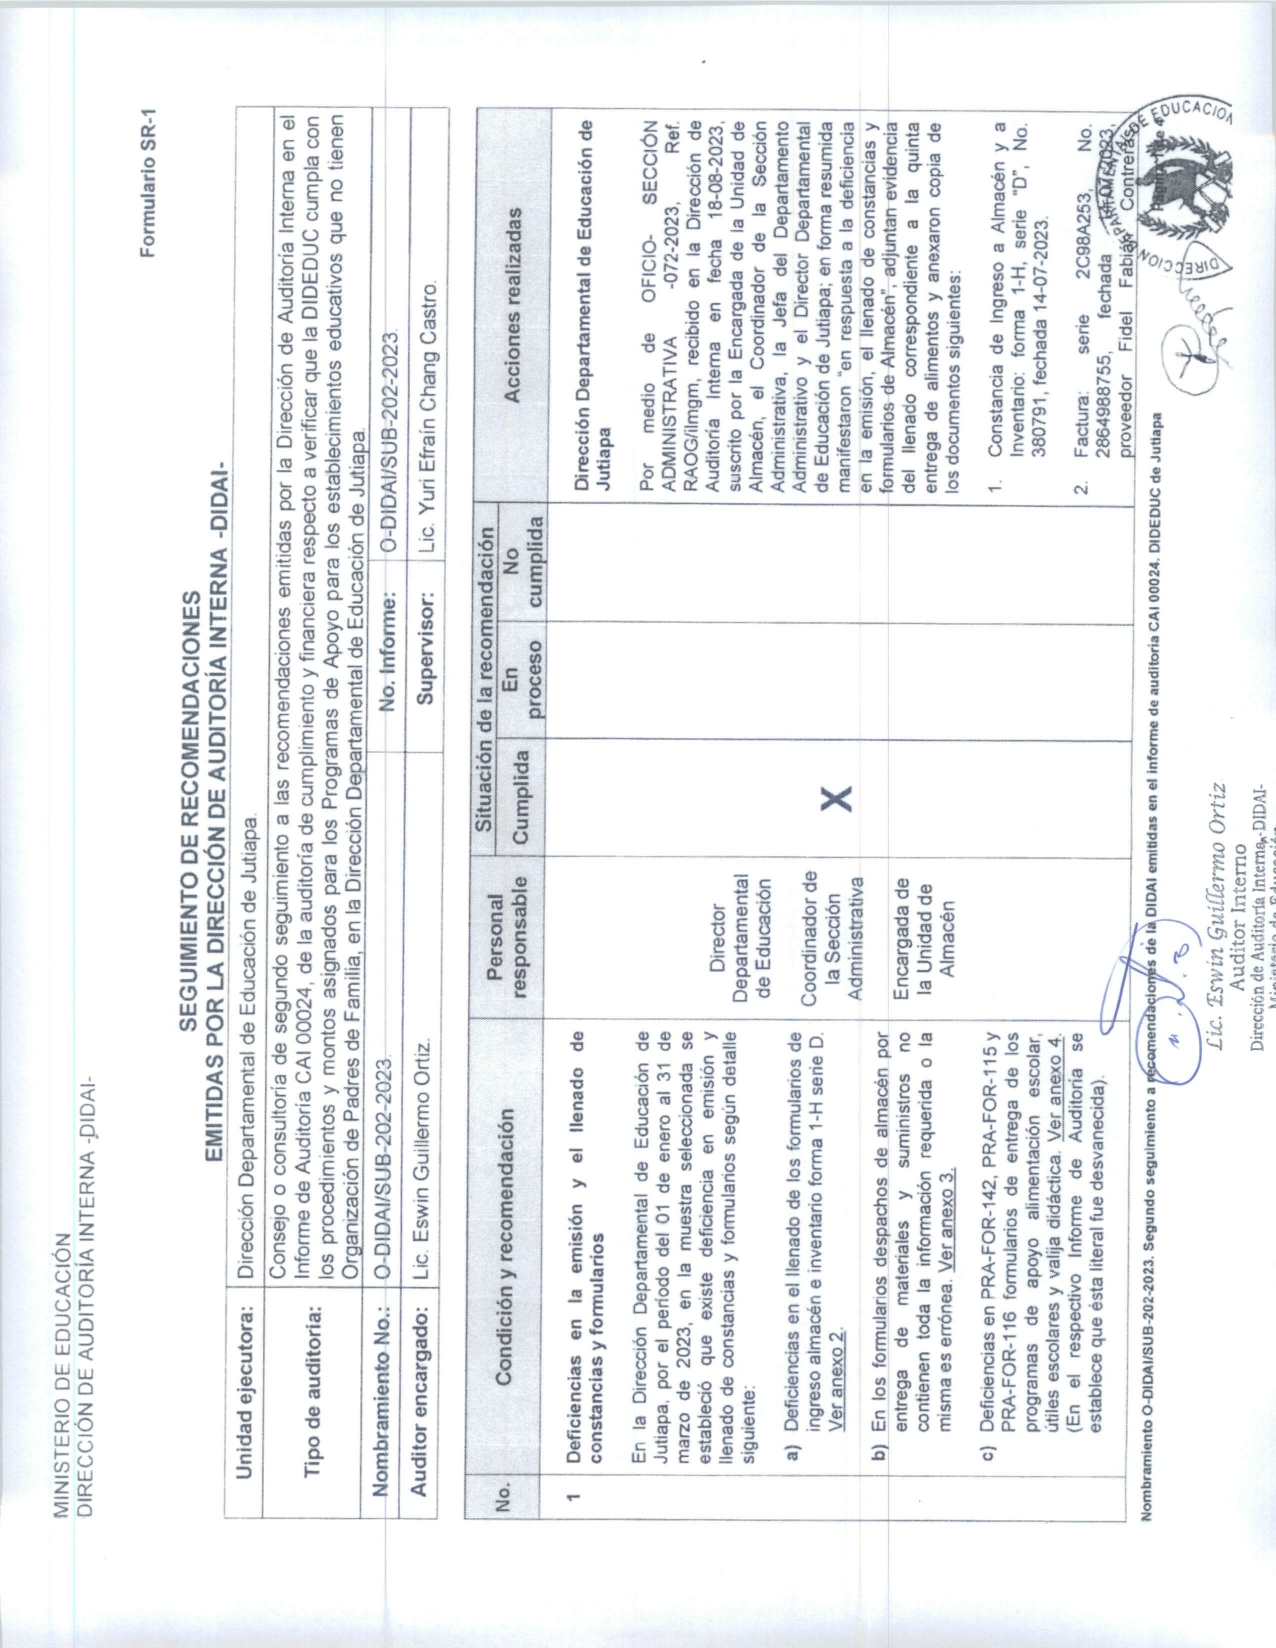 MINISTERIO DE EDUCACIÓN
DIRECCIÓN DE AUDITORÍA INTERNA -DIDAI-
Formulario SR-1
SEGUIMIENTO DE RECOMENDACIONES
EMITIDAS POR LA DIRECCIÓN DE AUDITORÍA INTERNA -DIDAI-
Unidad ejecutora: Dirección Departamental de Educación de Jutiapa.
Tipo de auditoría: Consejo o consultoría de segundo seguimiento a las recomendaciones emitidas por la Dirección de Auditoría Interna en el
Informe de Auditoría CAI 00024, de la auditoría de cumplimiento y financiera respecto a verificar que la DIDEDUC cumpla con
los procedimientos y montos asignados para los Programas de Apoyo para los establecimientos educativos que no tienen
Organización de Padres de Familia, en la Dirección Departamental de Educación de Jutiapa.
Nombramiento No.: O-DIDAI/SUB-202-2023. No. Informe: O-DIDAI/SUB-202-2023.
Auditor encargado: Lic. Eswin Guillermo Ortiz. Supervisor: Lic. Yuri Efraín Chang Castro.
No.
Condición y recomendación
Personal
responsable
Situación de la recomendación
Cumplida
En
proceso
No
cumplida
Acciones realizadas
1
Deficiencias en la emisión y el llenado de
constancias y formularios
En la Dirección Departamental de Educación de
Jutiapa, por el período del 01 de enero al 31 de
marzo de 2023, en la muestra seleccionada se
estableció que existe deficiencia en emisión y
llenado de constancias y formularios según detalle
siguiente:
a) Deficiencias en el llenado de los formularios de
ingreso almacén e inventario forma 1-H serie D.
Ver anexo 2.
b) En los formularios despachos de almacén por
entrega de materiales y suministros no
contienen toda la información requerida o la
misma es errónea. Ver anexo 3.
c) Deficiencias en PRA-FOR-142, PRA-FOR-115 y
PRA-FOR-116 formularios de entrega de los
programas de apoyo alimentación escolar,
útiles escolares y valija didáctica. Ver anexo 4.
(En el respectivo Informe de Auditoría se
establece que ésta literal fue desvanecida).
Director
Departamental
de Educación
Coordinador de
la Sección
Administrativa
Encargada de
la Unidad de
Almacén
X
Dirección Departamental de Educación de
Jutiapa
Por medio de OFICIO- SECCIÓN
ADMINISTRATIVA -072-2023, Ref.
RAOG/ilmgm, recibido en la Dirección de
Auditoría Interna en fecha 18-08-2023,
suscrito por la Encargada de la Unidad de
Almacén, el Coordinador de la Sección
Administrativa, la Jefa del Departamento
Administrativo y el Director Departamental
de Educación de Jutiapa; en forma resumida
manifestaron "en respuesta a la deficiencia
en la emisión, el llenado de constancias y
formularios de Almacén", adjuntan evidencia
del llenado correspondiente a la quinta
entrega de alimentos y anexaron copia de
los documentos siguientes:
1. Constancia de Ingreso a Almacén y a
Inventario: forma 1-H, serie "D", No.
380791, fechada 14-07-2023.
2. Factura: serie 2C98A253, No.
2864988755, fechada
proveedor Fidel Fabián Contreras
Nombramiento O-DIDAI/SUB-202-2023. Segundo seguimiento a recomendaciones de la DIDAI emitidas en el informe de auditoria CAI 00024. DIDEDUC de Jutiapa
Lic. Eswin Guillermo Ortiz
Auditor Interno
Dirección de Auditoría Interna -DIDAI-